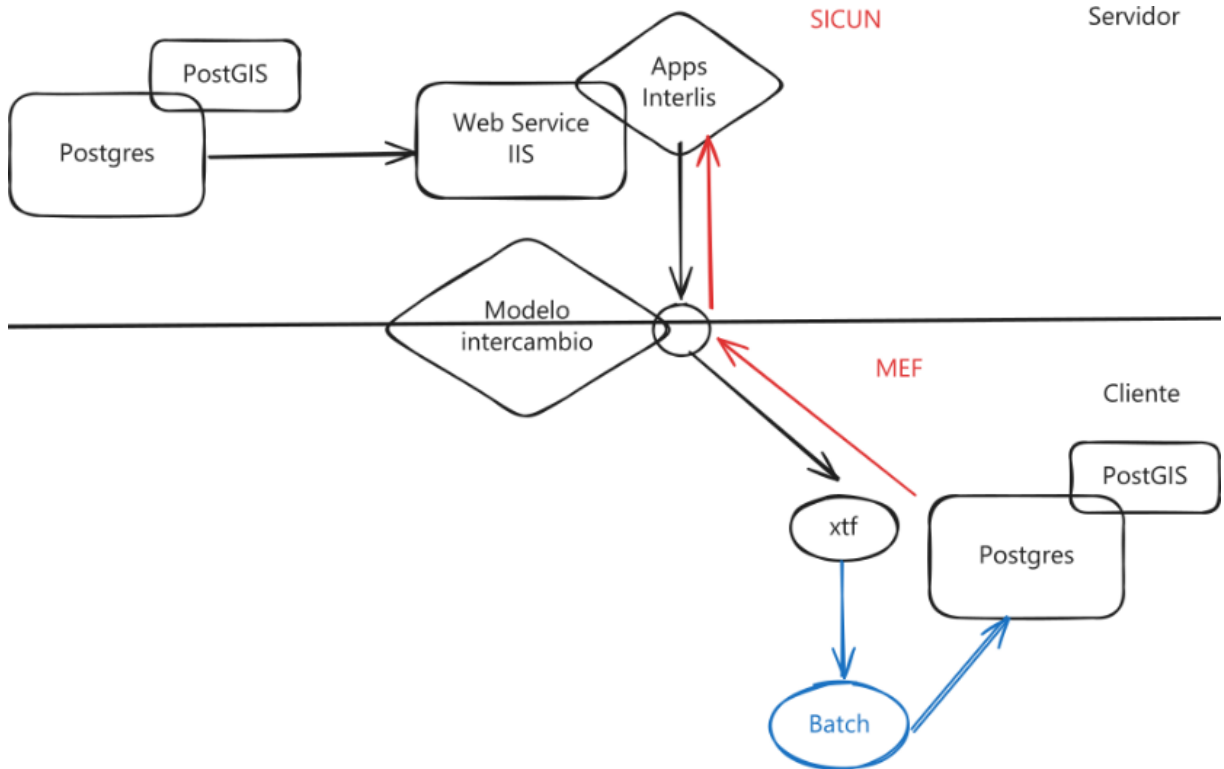 SICUN
Servidor
PostGIS
Postgres
Web Service
IIS
Apps
Interlis
Modelo
intercambio
MEF
Cliente
PostGIS
xtf
Postgres
Batch